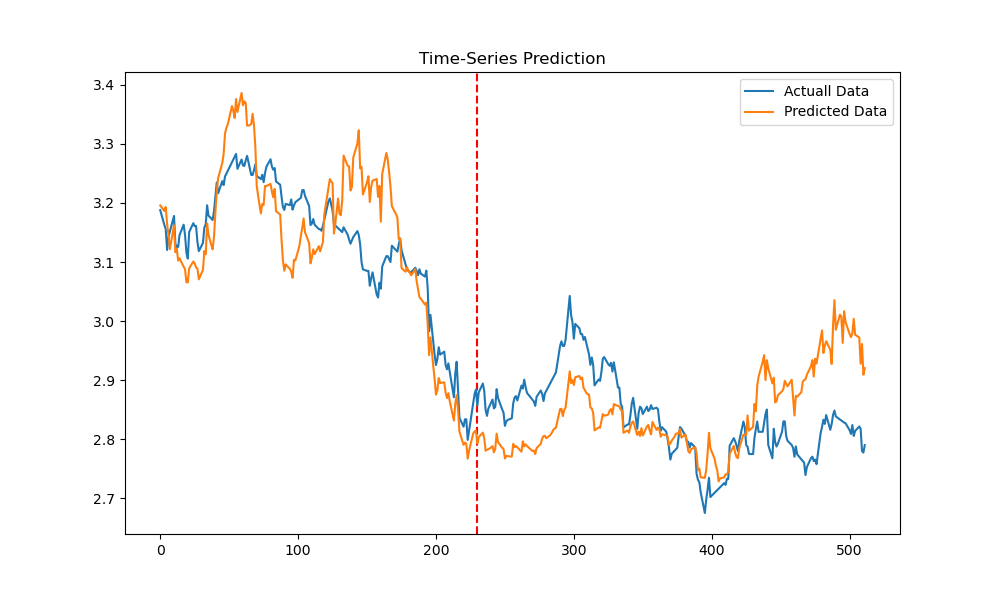 Time-Series Prediction
Actuall Data
Predicted Data
3.4
3.3
3.2
3.1
3.0
2.9
2.8
2.7
0 100 200 300 400 500